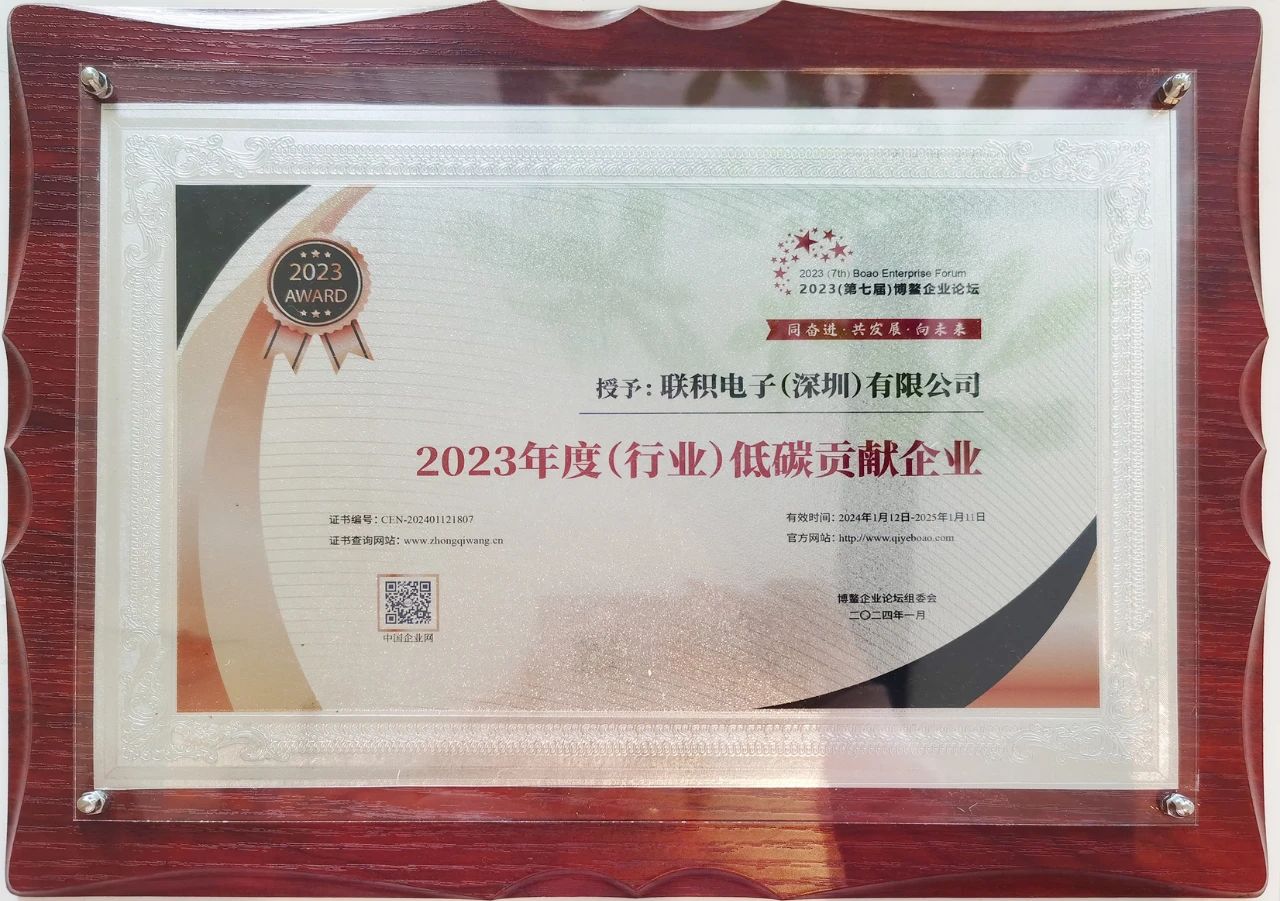 2023
AWARD
2023 (7th) Boao Enterprise Forum
2023(第七届)博鳌企业论坛
同奋进·共发展·向未来
授予:联积电子(深圳)有限公司
2023年度(行业)低碳贡献企业
证书编号:CEN-202401121807
证书查询网站:www.zhongqiwang.cn
有效时间:2024年1月12日-2025年1月11日
官方网站:http://www.qiyeboao.com
中国企业网
博鳌企业论坛组委会
二〇二四年一月